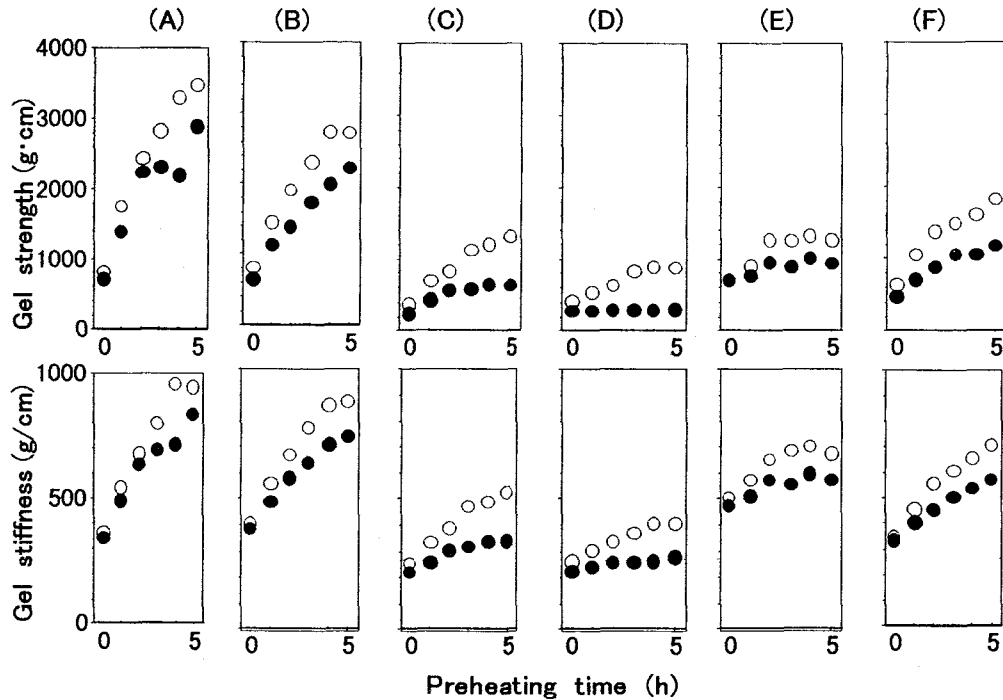 (A) (B) (C) (D) (E) (F)
Gel strength (g·cm)
4000
3000
2000
1000
0
0 5 0 5 0 5 0 5 0 5 0 5
Gel stiffness (g/cm)
1000
500
0
0 5 0 5 0 5 0 5 0 5 0 5
Preheating time (h)